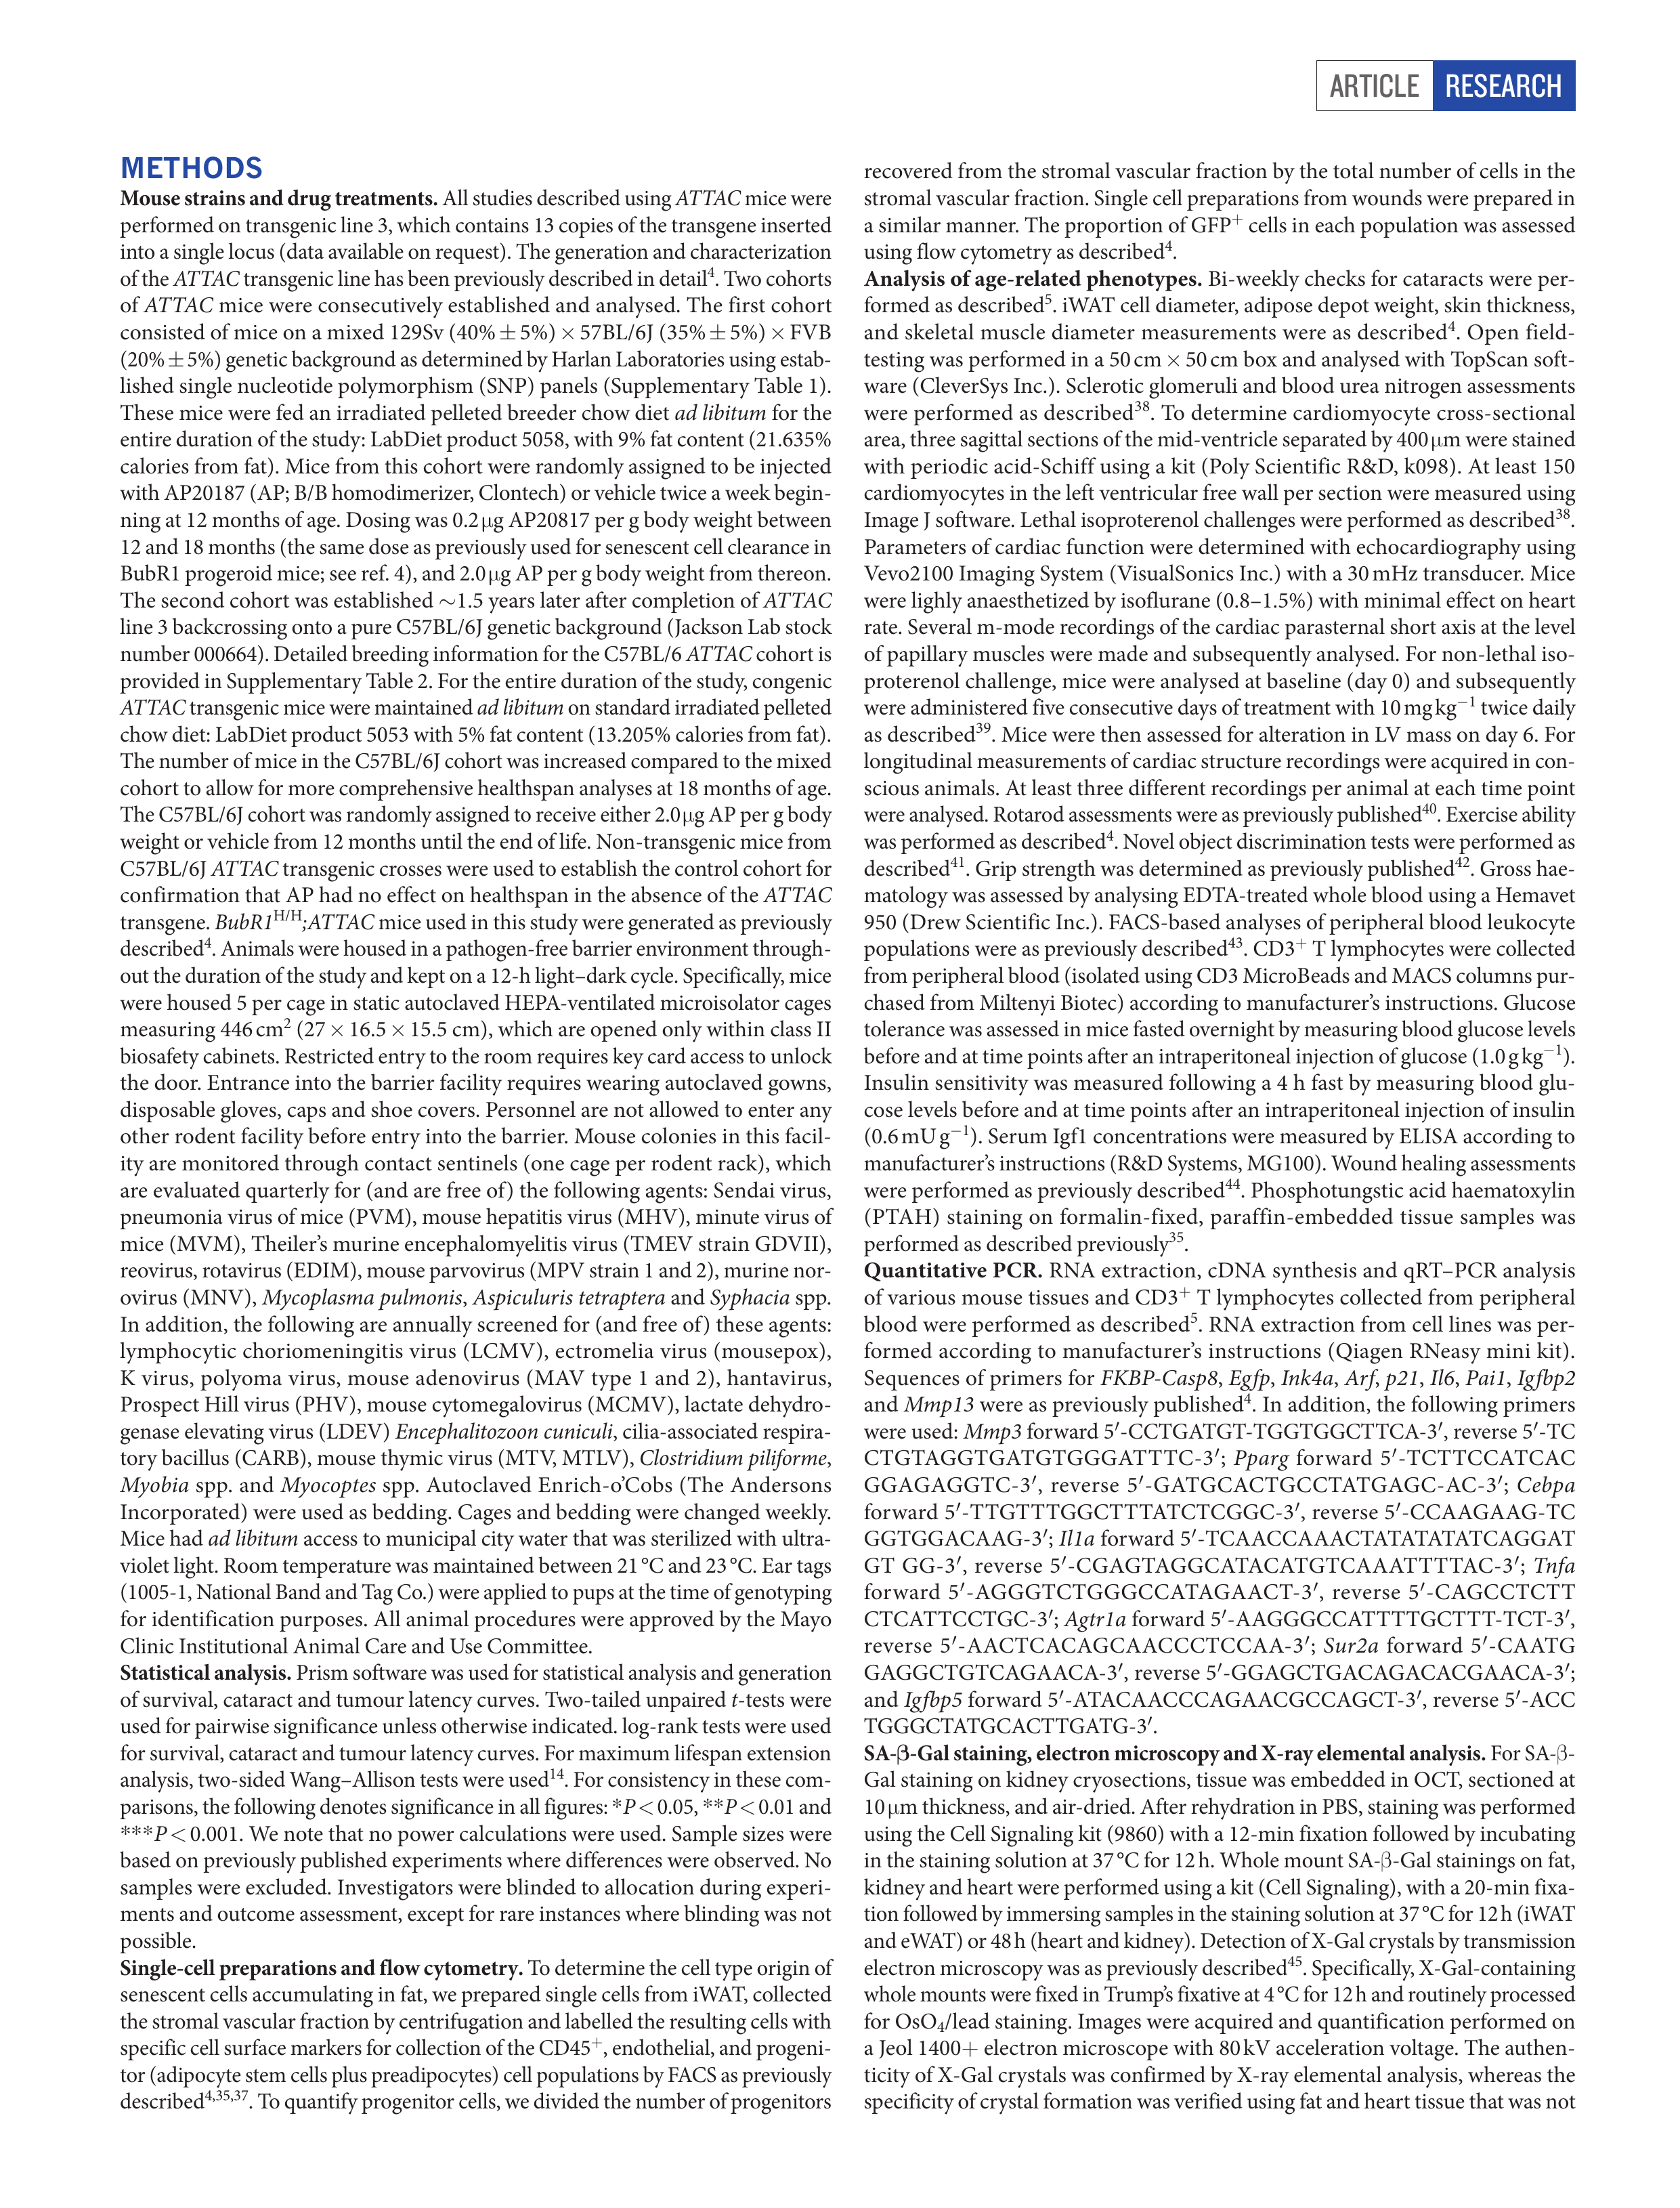 ARTICLE RESEARCH
METHODS
Mouse strains and drug treatments. All studies described using ATTAC mice were
performed on transgenic line 3, which contains 13 copies of the transgene inserted
into a single locus (data available on request). The generation and characterization
of the ATTAC transgenic line has been previously described in detail⁴. Two cohorts
of ATTAC mice were consecutively established and analysed. The first cohort
consisted of mice on a mixed 129Sv (40% ± 5%) × 57BL/6J (35% ± 5%) × FVB
(20% ± 5%) genetic background as determined by Harlan Laboratories using estab-
lished single nucleotide polymorphism (SNP) panels (Supplementary Table 1).
These mice were fed an irradiated pelleted breeder chow diet ad libitum for the
entire duration of the study: LabDiet product 5058, with 9% fat content (21.635%
calories from fat). Mice from this cohort were randomly assigned to be injected
with AP20187 (AP; B/B homodimerizer, Clontech) or vehicle twice a week begin-
ning at 12 months of age. Dosing was 0.2 μg AP20817 per g body weight between
12 and 18 months (the same dose as previously used for senescent cell clearance in
BubR1 progeroid mice; see ref. 4), and 2.0 μg AP per g body weight from thereon.
The second cohort was established ∼1.5 years later after completion of ATTAC
line 3 backcrossing onto a pure C57BL/6J genetic background (Jackson Lab stock
number 000664). Detailed breeding information for the C57BL/6 ATTAC cohort is
provided in Supplementary Table 2. For the entire duration of the study, congenic
ATTAC transgenic mice were maintained ad libitum on standard irradiated pelleted
chow diet: LabDiet product 5053 with 5% fat content (13.205% calories from fat).
The number of mice in the C57BL/6J cohort was increased compared to the mixed
cohort to allow for more comprehensive healthspan analyses at 18 months of age.
The C57BL/6J cohort was randomly assigned to receive either 2.0 μg AP per g body
weight or vehicle from 12 months until the end of life. Non-transgenic mice from
C57BL/6J ATTAC transgenic crosses were used to establish the control cohort for
confirmation that AP had no effect on healthspan in the absence of the ATTAC
transgene. BubR1ᴴ/ᴴ;ATTAC mice used in this study were generated as previously
described⁴. Animals were housed in a pathogen-free barrier environment through-
out the duration of the study and kept on a 12-h light–dark cycle. Specifically, mice
were housed 5 per cage in static autoclaved HEPA-ventilated microisolator cages
measuring 446 cm² (27 × 16.5 × 15.5 cm), which are opened only within class II
biosafety cabinets. Restricted entry to the room requires key card access to unlock
the door. Entrance into the barrier facility requires wearing autoclaved gowns,
disposable gloves, caps and shoe covers. Personnel are not allowed to enter any
other rodent facility before entry into the barrier. Mouse colonies in this facil-
ity are monitored through contact sentinels (one cage per rodent rack), which
are evaluated quarterly for (and are free of) the following agents: Sendai virus,
pneumonia virus of mice (PVM), mouse hepatitis virus (MHV), minute virus of
mice (MVM), Theiler’s murine encephalomyelitis virus (TMEV strain GDVII),
reovirus, rotavirus (EDIM), mouse parvovirus (MPV strain 1 and 2), murine nor-
ovirus (MNV), Mycoplasma pulmonis, Aspiculuris tetraptera and Syphacia spp.
In addition, the following are annually screened for (and free of) these agents:
lymphocytic choriomeningitis virus (LCMV), ectromelia virus (mousepox),
K virus, polyoma virus, mouse adenovirus (MAV type 1 and 2), hantavirus,
Prospect Hill virus (PHV), mouse cytomegalovirus (MCMV), lactate dehydro-
genase elevating virus (LDEV) Encephalitozoon cuniculi, cilia-associated respira-
tory bacillus (CARB), mouse thymic virus (MTV, MTLV), Clostridium piliforme,
Myobia spp. and Myocoptes spp. Autoclaved Enrich-o’Cobs (The Andersons
Incorporated) were used as bedding. Cages and bedding were changed weekly.
Mice had ad libitum access to municipal city water that was sterilized with ultra-
violet light. Room temperature was maintained between 21 °C and 23 °C. Ear tags
(1005-1, National Band and Tag Co.) were applied to pups at the time of genotyping
for identification purposes. All animal procedures were approved by the Mayo
Clinic Institutional Animal Care and Use Committee.
Statistical analysis. Prism software was used for statistical analysis and generation
of survival, cataract and tumour latency curves. Two-tailed unpaired t-tests were
used for pairwise significance unless otherwise indicated. log-rank tests were used
for survival, cataract and tumour latency curves. For maximum lifespan extension
analysis, two-sided Wang–Allison tests were used¹⁴. For consistency in these com-
parisons, the following denotes significance in all figures: *P < 0.05, **P < 0.01 and
***P < 0.001. We note that no power calculations were used. Sample sizes were
based on previously published experiments where differences were observed. No
samples were excluded. Investigators were blinded to allocation during experi-
ments and outcome assessment, except for rare instances where blinding was not
possible.
Single-cell preparations and flow cytometry. To determine the cell type origin of
senescent cells accumulating in fat, we prepared single cells from iWAT, collected
the stromal vascular fraction by centrifugation and labelled the resulting cells with
specific cell surface markers for collection of the CD45⁺, endothelial, and progeni-
tor (adipocyte stem cells plus preadipocytes) cell populations by FACS as previously
described⁴,³⁵,³⁷. To quantify progenitor cells, we divided the number of progenitors
recovered from the stromal vascular fraction by the total number of cells in the
stromal vascular fraction. Single cell preparations from wounds were prepared in
a similar manner. The proportion of GFP⁺ cells in each population was assessed
using flow cytometry as described⁴.
Analysis of age-related phenotypes. Bi-weekly checks for cataracts were per-
formed as described⁵. iWAT cell diameter, adipose depot weight, skin thickness,
and skeletal muscle diameter measurements were as described⁴. Open field-
testing was performed in a 50 cm × 50 cm box and analysed with TopScan soft-
ware (CleverSys Inc.). Sclerotic glomeruli and blood urea nitrogen assessments
were performed as described³⁸. To determine cardiomyocyte cross-sectional
area, three sagittal sections of the mid-ventricle separated by 400 μm were stained
with periodic acid-Schiff using a kit (Poly Scientific R&D, k098). At least 150
cardiomyocytes in the left ventricular free wall per section were measured using
Image J software. Lethal isoproterenol challenges were performed as described³⁸.
Parameters of cardiac function were determined with echocardiography using
Vevo2100 Imaging System (VisualSonics Inc.) with a 30 mHz transducer. Mice
were lighly anaesthetized by isoflurane (0.8–1.5%) with minimal effect on heart
rate. Several m-mode recordings of the cardiac parasternal short axis at the level
of papillary muscles were made and subsequently analysed. For non-lethal iso-
proterenol challenge, mice were analysed at baseline (day 0) and subsequently
were administered five consecutive days of treatment with 10 mg kg⁻¹ twice daily
as described³⁹. Mice were then assessed for alteration in LV mass on day 6. For
longitudinal measurements of cardiac structure recordings were acquired in con-
scious animals. At least three different recordings per animal at each time point
were analysed. Rotarod assessments were as previously published⁴⁰. Exercise ability
was performed as described⁴. Novel object discrimination tests were performed as
described⁴¹. Grip strength was determined as previously published⁴². Gross hae-
matology was assessed by analysing EDTA-treated whole blood using a Hemavet
950 (Drew Scientific Inc.). FACS-based analyses of peripheral blood leukocyte
populations were as previously described⁴³. CD3⁺ T lymphocytes were collected
from peripheral blood (isolated using CD3 MicroBeads and MACS columns pur-
chased from Miltenyi Biotec) according to manufacturer’s instructions. Glucose
tolerance was assessed in mice fasted overnight by measuring blood glucose levels
before and at time points after an intraperitoneal injection of glucose (1.0 g kg⁻¹).
Insulin sensitivity was measured following a 4 h fast by measuring blood glu-
cose levels before and at time points after an intraperitoneal injection of insulin
(0.6 mU g⁻¹). Serum Igf1 concentrations were measured by ELISA according to
manufacturer’s instructions (R&D Systems, MG100). Wound healing assessments
were performed as previously described⁴⁴. Phosphotungstic acid haematoxylin
(PTAH) staining on formalin-fixed, paraffin-embedded tissue samples was
performed as described previously³⁵.
Quantitative PCR. RNA extraction, cDNA synthesis and qRT–PCR analysis
of various mouse tissues and CD3⁺ T lymphocytes collected from peripheral
blood were performed as described⁵. RNA extraction from cell lines was per-
formed according to manufacturer’s instructions (Qiagen RNeasy mini kit).
Sequences of primers for FKBP-Casp8, Egfp, Ink4a, Arf, p21, Il6, Pai1, Igfbp2
and Mmp13 were as previously published⁴. In addition, the following primers
were used: Mmp3 forward 5′-CCTGATGT-TGGTGGCTTCA-3′, reverse 5′-TC
CTGTAGGTGATGTGGGATTTC-3′; Pparg forward 5′-TCTTCCATCAC
GGAGAGGTC-3′, reverse 5′-GATGCACTGCCTATGAGC-AC-3′; Cebpa
forward 5′-TTGTTTGGCTTTATCTCGGC-3′, reverse 5′-CCAAGAAG-TC
GGTGGACAAG-3′; Il1a forward 5′-TCAACCAAACTATATATATCAGGAT
GT GG-3′, reverse 5′-CGAGTAGGCATACATGTCAAATTTTAC-3′; Tnfa
forward 5′-AGGGTCTGGGCCATAGAACT-3′, reverse 5′-CAGCCTCTT
CTCATTCCTGC-3′; Agtr1a forward 5′-AAGGGCCATTTTGCTTT-TCT-3′,
reverse 5′-AACTCACAGCAACCCTCCAA-3′; Sur2a forward 5′-CAATG
GAGGCTGTCAGAACA-3′, reverse 5′-GGAGCTGACAGACACGAACA-3′;
and Igfbp5 forward 5′-ATACAACCCAGAACGCCAGCT-3′, reverse 5′-ACC
TGGGCTATGCACTTGATG-3′.
SA-β-Gal staining, electron microscopy and X-ray elemental analysis. For SA-β-
Gal staining on kidney cryosections, tissue was embedded in OCT, sectioned at
10 μm thickness, and air-dried. After rehydration in PBS, staining was performed
using the Cell Signaling kit (9860) with a 12-min fixation followed by incubating
in the staining solution at 37 °C for 12 h. Whole mount SA-β-Gal stainings on fat,
kidney and heart were performed using a kit (Cell Signaling), with a 20-min fixa-
tion followed by immersing samples in the staining solution at 37 °C for 12 h (iWAT
and eWAT) or 48 h (heart and kidney). Detection of X-Gal crystals by transmission
electron microscopy was as previously described⁴⁵. Specifically, X-Gal-containing
whole mounts were fixed in Trump’s fixative at 4 °C for 12 h and routinely processed
for OsO₄/lead staining. Images were acquired and quantification performed on
a Jeol 1400+ electron microscope with 80 kV acceleration voltage. The authen-
ticity of X-Gal crystals was confirmed by X-ray elemental analysis, whereas the
specificity of crystal formation was verified using fat and heart tissue that was not